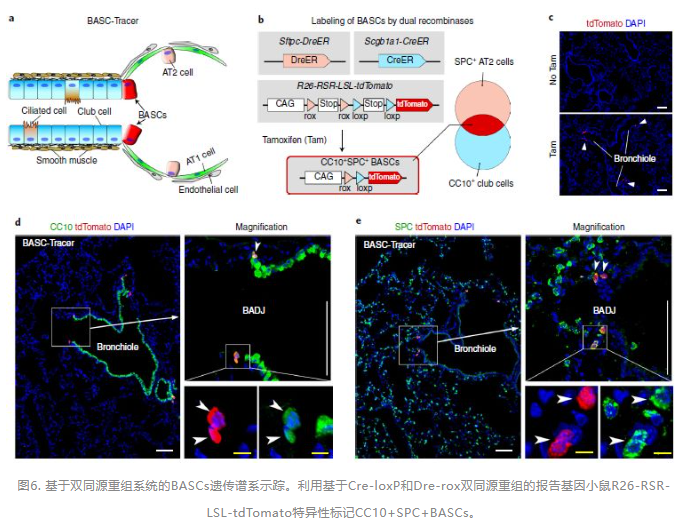 a
BASC-Tracer
AT2 cell
Ciliated cell
Club cell
BASCs
Smooth muscle
AT1 cell
Endothelial cell
b
Labeling of BASCs by dual recombinases
Sftpc-DreER
Scgb1a1-CreER
DreER
CreER
R26-RSR-LSL-tdTomato
CAG
Stop
Stop
tdTomato
rox
rox
loxp
loxp
Tamoxifen (Tam)
CC10+SPC+ BASCs
CAG
tdTomato
rox
loxp
SPC+ AT2 cells
CC10+ club cells
c
tdTomato DAPI
No Tam
Tam
Bronchiole
d
CC10 tdTomato DAPI
Magnification
BASC-Tracer
Bronchiole
BADJ
e
SPC tdTomato DAPI
Magnification
BASC-Tracer
Bronchiole
BADJ
图6. 基于双同源重组系统的BASCs遗传谱系示踪。利用基于Cre-loxP和Dre-rox双同源重组的报告基因小鼠R26-RSR-
LSL-tdTomato特异性标记CC10+SPC+BASCs。